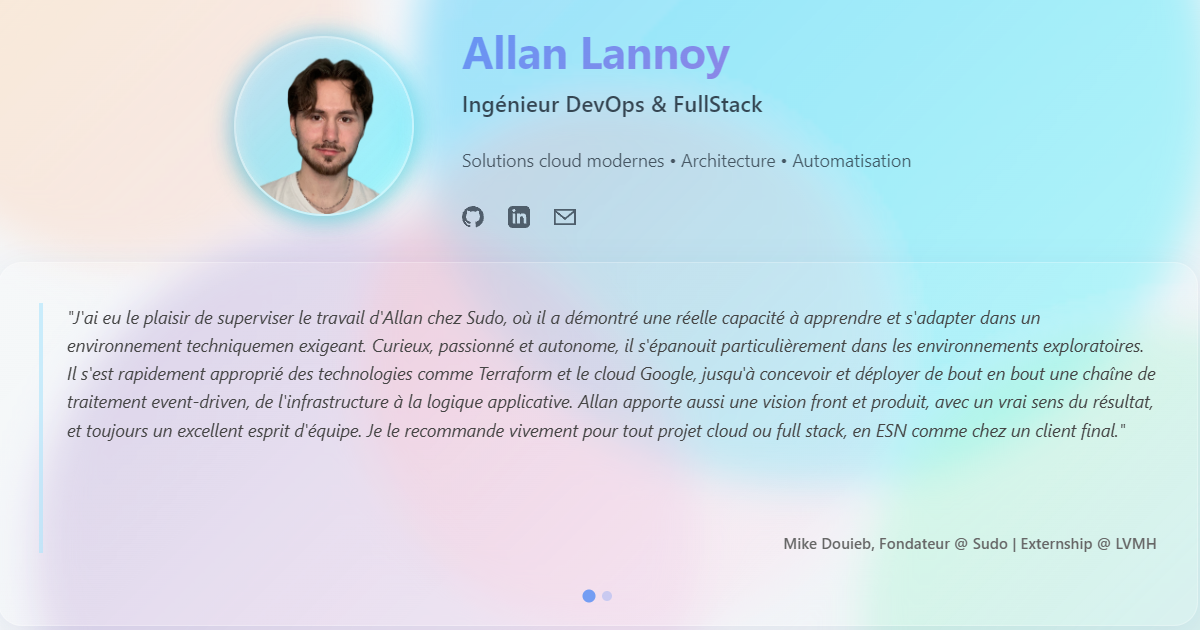 Allan Lannoy
Ingénieur DevOps & FullStack
Solutions cloud modernes • Architecture • Automatisation
in
"J'ai eu le plaisir de superviser le travail d'Allan chez Sudo, où il a démontré une réelle capacité à apprendre et s'adapter dans un
environnement techniquemen exigeant. Curieux, passionné et autonome, il s'épanouit particulièrement dans les environnements exploratoires.
Il s'est rapidement approprié des technologies comme Terraform et le cloud Google, jusqu'à concevoir et déployer de bout en bout une chaîne de
traitement event-driven, de l'infrastructure à la logique applicative. Allan apporte aussi une vision front et produit, avec un vrai sens du résultat,
et toujours un excellent esprit d'équipe. Je le recommande vivement pour tout projet cloud ou full stack, en ESN comme chez un client final."
Mike Douieb, Fondateur @ Sudo | Externship @ LVMH